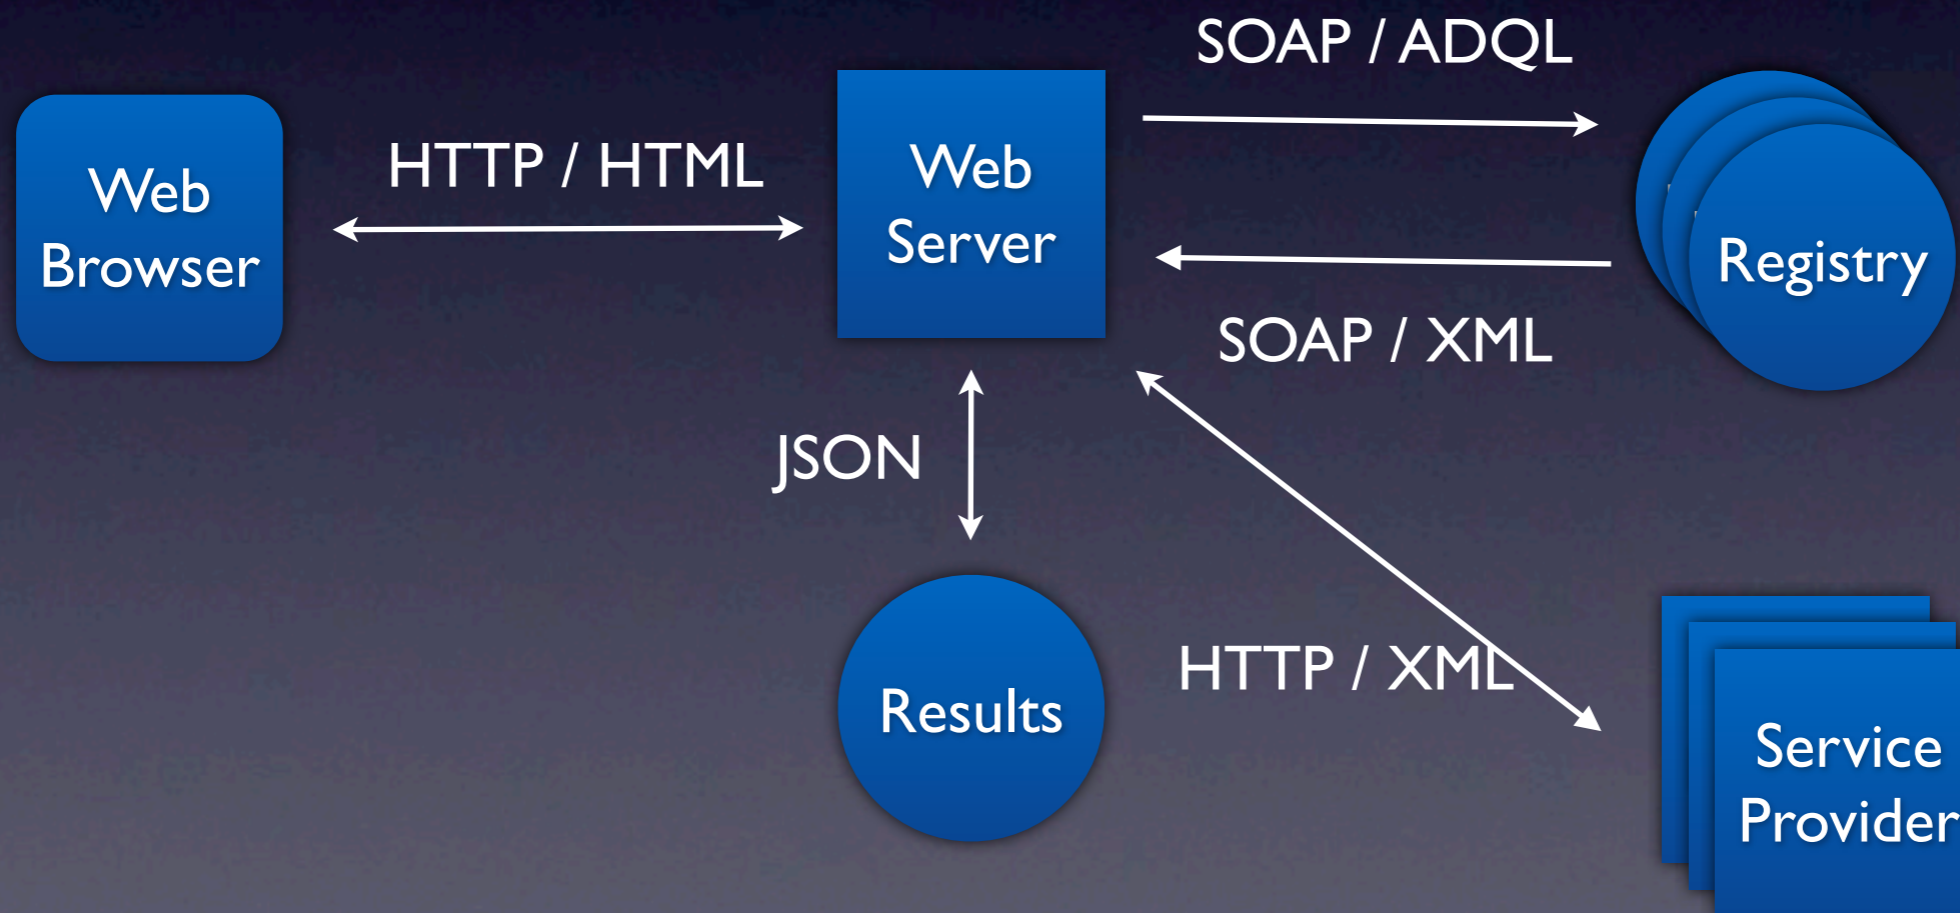 SOAP / ADQL
Web
Browser
HTTP / HTML
Web
Server
Registry
SOAP / XML
JSON
HTTP / XML
Results
Service
Provider